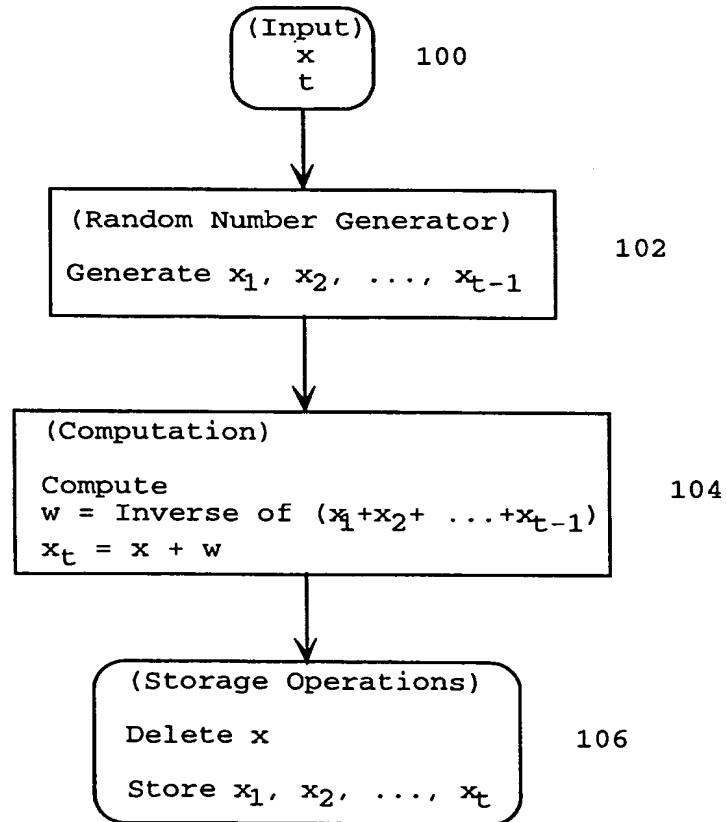 (Input)
x
t
100
(Random Number Generator)
Generate x₁, x₂, ..., xₜ₋₁
102
(Computation)
Compute
w = Inverse of (x₁+x₂+ ...+xₜ₋₁)
xₜ = x + w
104
(Storage Operations)
Delete x
Store x₁, x₂, ..., xₜ
106